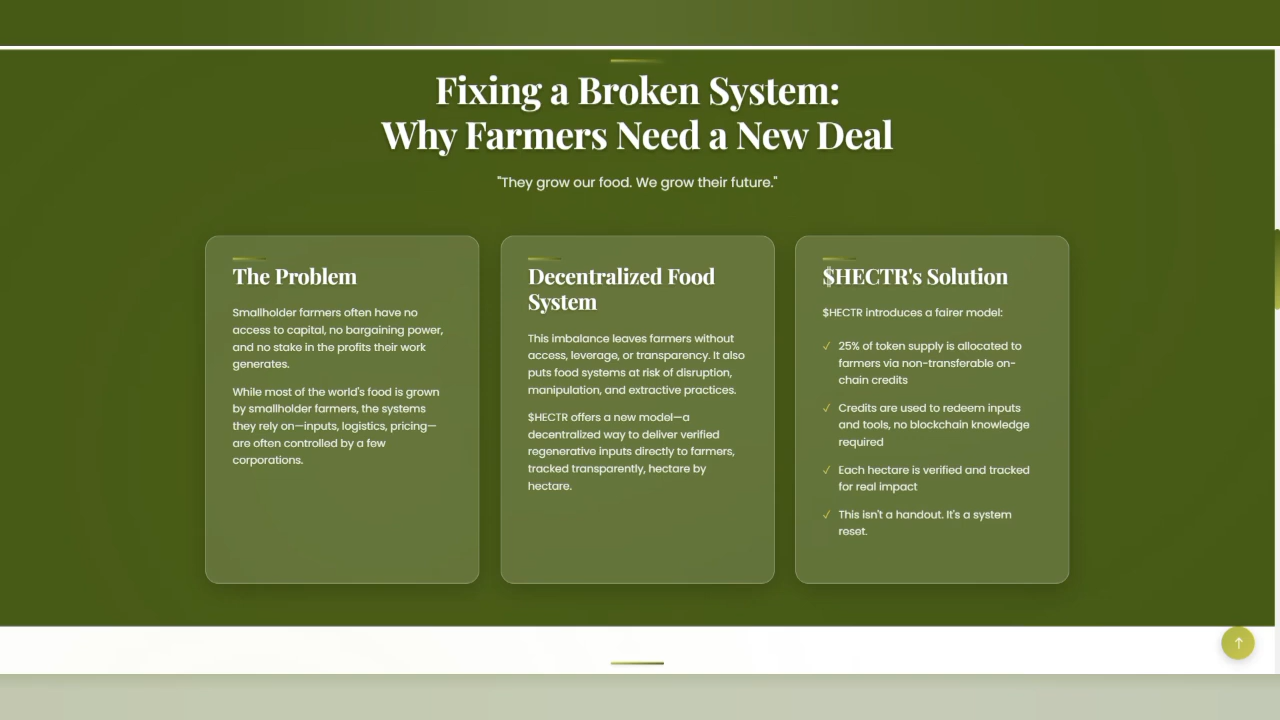 Fixing a Broken System:
Why Farmers Need a New Deal
"They grow our food. We grow their future."
The Problem
Smallholder farmers often have no
access to capital, no bargaining power,
and no stake in the profits their work
generates.
While most of the world's food is grown
by smallholder farmers, the systems
they rely on—inputs, logistics, pricing—
are often controlled by a few
corporations.
Decentralized Food
System
This imbalance leaves farmers without
access, leverage, or transparency. It also
puts food systems at risk of disruption,
manipulation, and extractive practices.
$HECTR offers a new model—a
decentralized way to deliver verified
regenerative inputs directly to farmers,
tracked transparently, hectare by
hectare.
$HECTR's Solution
$HECTR introduces a fairer model:
✓ 25% of token supply is allocated to
farmers via non-transferable on-
chain credits
✓ Credits are used to redeem inputs
and tools, no blockchain knowledge
required
✓ Each hectare is verified and tracked
for real impact
✓ This isn't a handout. It's a system
reset.